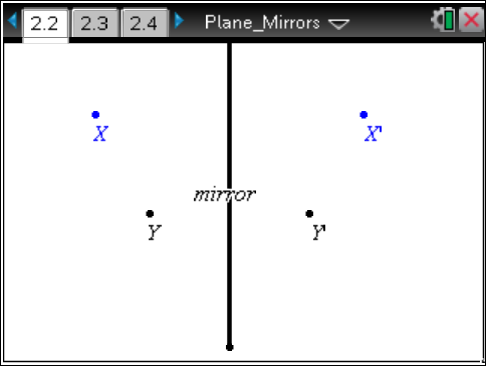 2.2 2.3 2.4 Plane_Mirrors
X X'
mirror
Y Y'